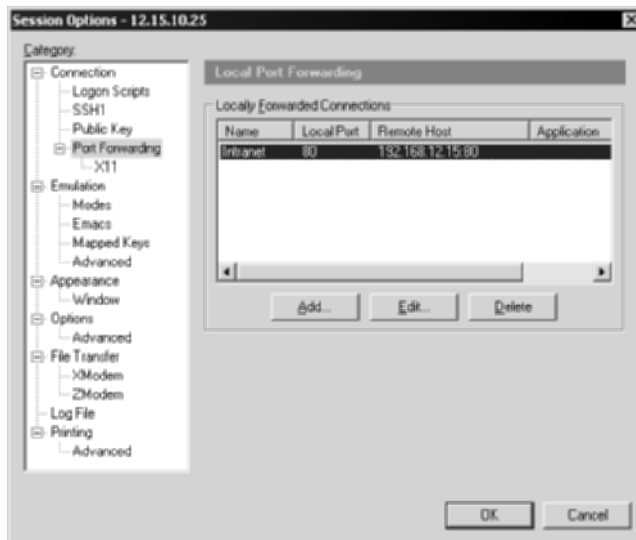 Session Options - 12.15.10.25
Category:
Connection
Logon Scripts
SSH1
Public Key
Port Forwarding
X11
Emulation
Modes
Emacs
Mapped Keys
Advanced
Appearance
Window
Options
Advanced
File Transfer
XModem
ZModem
Log File
Printing
Advanced
Local Port Forwarding
Locally Forwarded Connections
Name Local Port Remote Host Application
Intranet 80 192.168.12.15:80
Add... Edit... Delete
OK Cancel